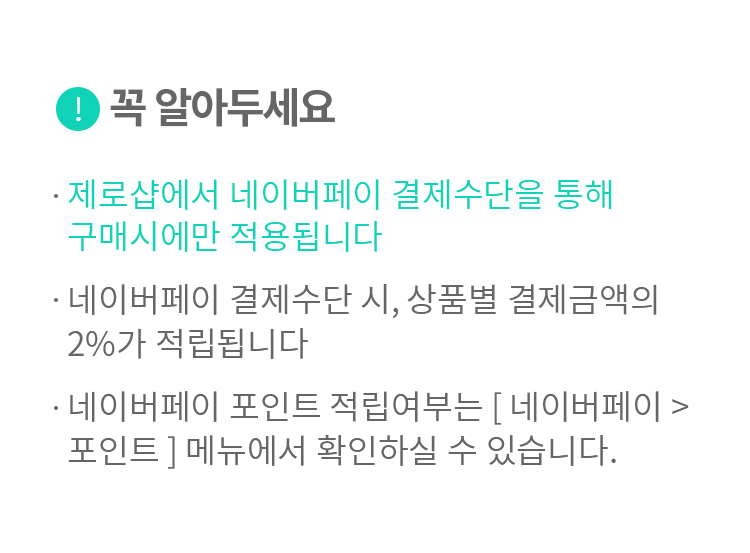 ! 꼭 알아두세요
· 제로샵에서 네이버페이 결제수단을 통해
구매시에만 적용됩니다
· 네이버페이 결제수단 시, 상품별 결제금액의
2%가 적립됩니다
· 네이버페이 포인트 적립여부는 [ 네이버페이 >
포인트 ] 메뉴에서 확인하실 수 있습니다.